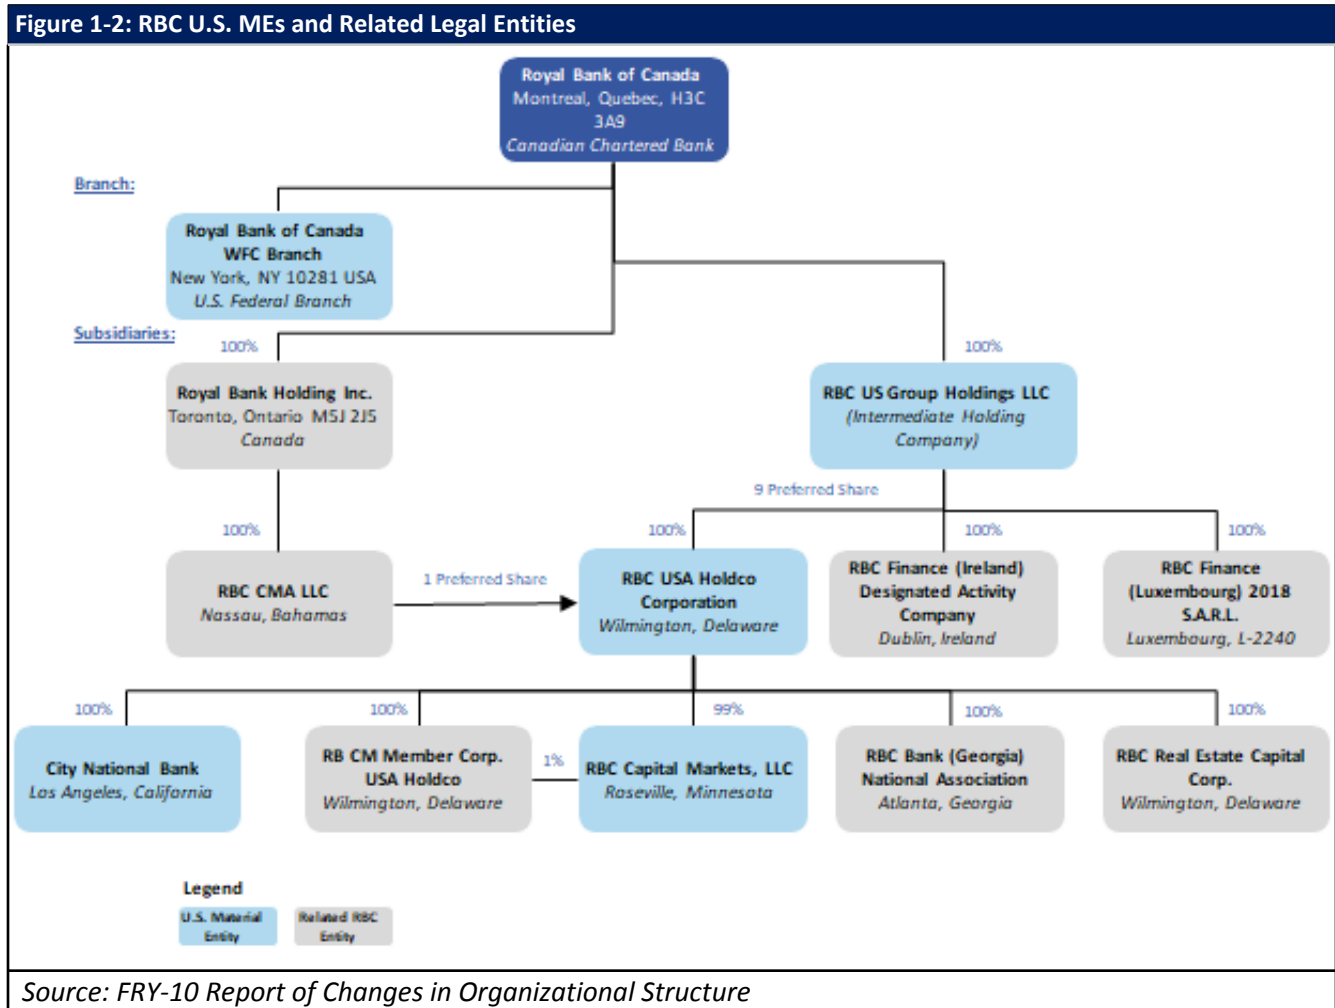 Figure 1-2: RBC U.S. MEs and Related Legal Entities
Royal Bank of Canada
Montreal, Quebec, H3C
3A9
Canadian Chartered Bank
Branch:
Royal Bank of Canada
WFC Branch
New York, NY 10281 USA
U.S. Federal Branch
Subsidiaries:
100%
100%
Royal Bank Holding Inc.
Toronto, Ontario M5J 2J5
Canada
RBC US Group Holdings LLC
(Intermediate Holding
Company)
9 Preferred Share
100%
100%
100%
100%
RBC CMA LLC
Nassau, Bahamas
1 Preferred Share
RBC USA Holdco
Corporation
Wilmington, Delaware
RBC Finance (Ireland)
Designated Activity
Company
Dublin, Ireland
RBC Finance
(Luxembourg) 2018
S.A.R.L.
Luxembourg, L-2240
100%
100%
99%
100%
100%
City National Bank
Los Angeles, California
RB CM Member Corp.
USA Holdco
Wilmington, Delaware
1%
RBC Capital Markets, LLC
Roseville, Minnesota
RBC Bank (Georgia)
National Association
Atlanta, Georgia
RBC Real Estate Capital
Corp.
Wilmington, Delaware
Legend
U.S. Material
Entity
Related RBC
Entity
Source: FRY-10 Report of Changes in Organizational Structure